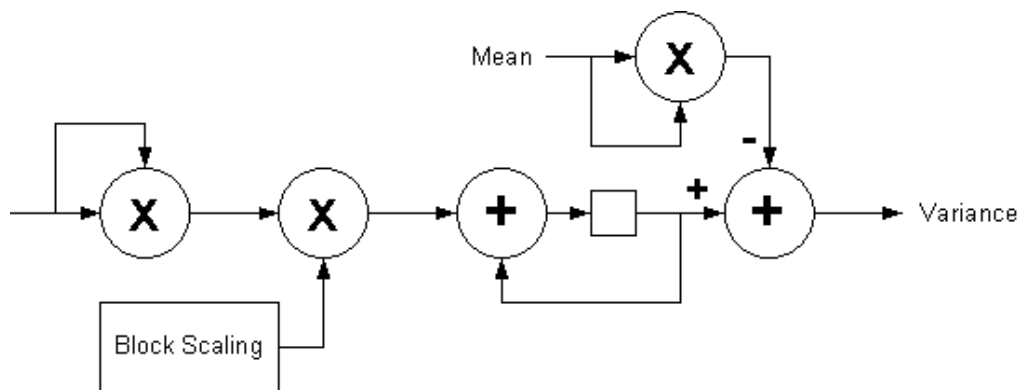 Mean
X
-
X
X
+
+
+
Variance
Block Scaling